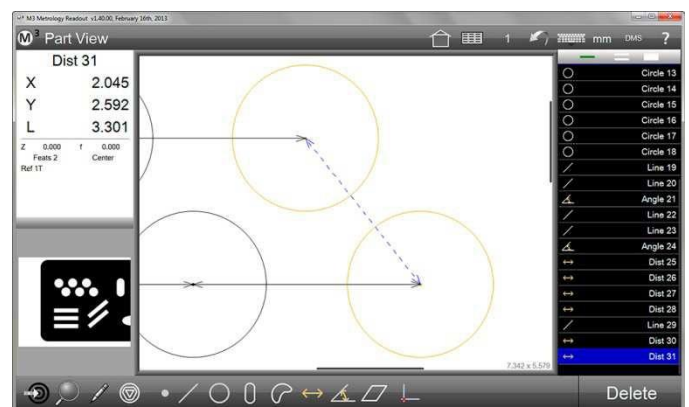 M³ Metrology Readout v1.40.00, February 16th, 2013
M³ Part View
1
mm
DMS
?
Dist 31
X 2.045
Y 2.592
L 3.301
Z 0.000 f 0.000
Feats 2 Center
Ref 1T
7.342 x 5.579
Circle 13
Circle 14
Circle 15
Circle 16
Circle 17
Circle 18
Line 19
Line 20
Angle 21
Line 22
Line 23
Angle 24
Dist 25
Dist 26
Dist 27
Dist 28
Line 29
Dist 30
Dist 31
Delete